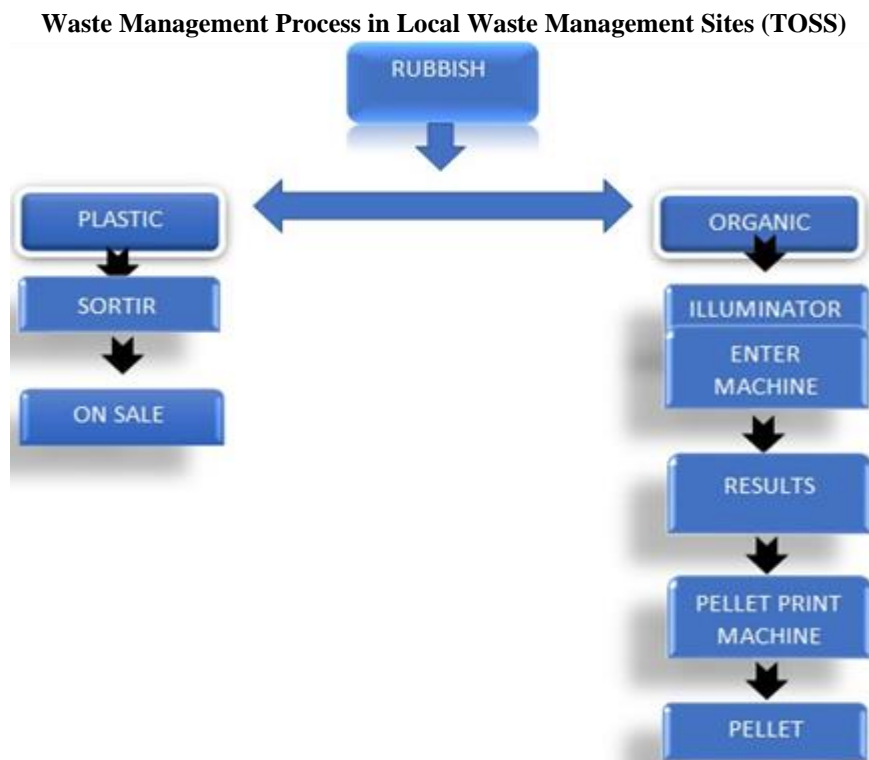 Waste Management Process in Local Waste Management Sites (TOSS)
RUBBISH
PLASTIC
SORTIR
ON SALE
ORGANIC
ILLUMINATOR
ENTER
MACHINE
RESULTS
PELLET PRINT
MACHINE
PELLET